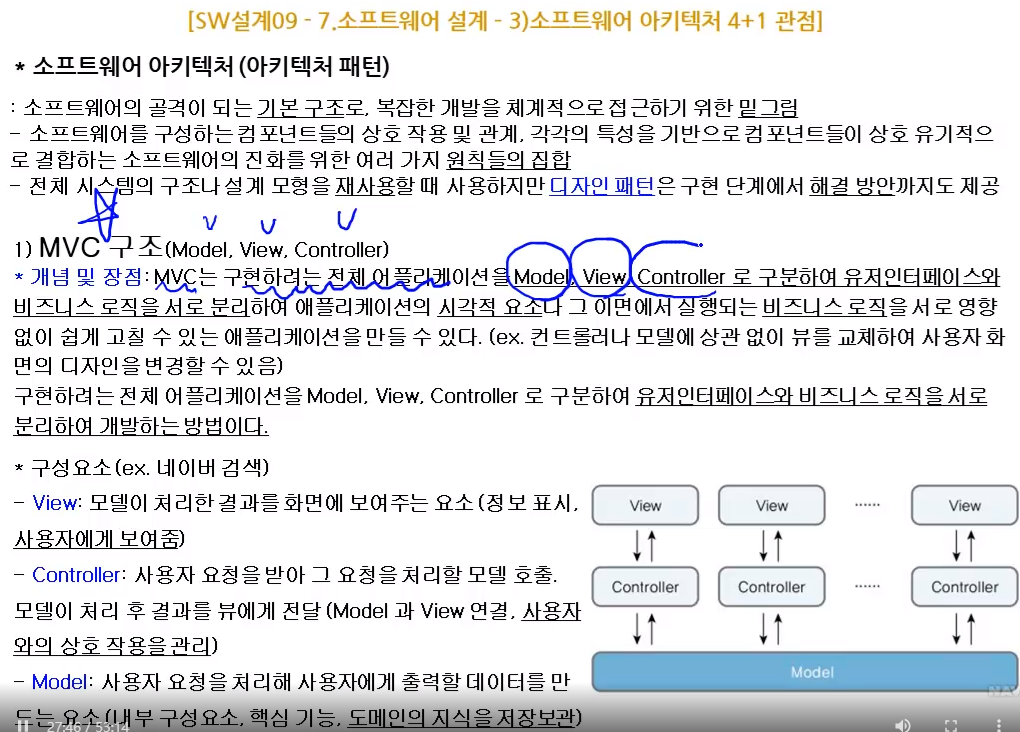 [SW설계09 - 7.소프트웨어 설계 - 3)소프트웨어 아키텍처 4+1 관점]
* 소프트웨어 아키텍처 (아키텍처 패턴)
: 소프트웨어의 골격이 되는 기본 구조로, 복잡한 개발을 체계적으로 접근하기 위한 밑그림
- 소프트웨어를 구성하는 컴포넌트들의 상호 작용 및 관계, 각각의 특성을 기반으로 컴포넌트들이 상호 유기적으
로 결합하는 소프트웨어의 진화를 위한 여러 가지 원칙들의 집합
- 전체 시스템의 구조나 설계 모형을 재사용할 때 사용하지만 디자인 패턴은 구현 단계에서 해결 방안까지도 제공
1) MVC 구조(Model, View, Controller)
* 개념 및 장점: MVC는 구현하려는 전체 어플리케이션을 Model, View, Controller 로 구분하여 유저인터페이스와
비즈니스 로직을 서로 분리하여 애플리케이션의 시각적 요소나 그 이면에서 실행되는 비즈니스 로직을 서로 영향
없이 쉽게 고칠 수 있는 애플리케이션을 만들 수 있다. (ex. 컨트롤러나 모델에 상관 없이 뷰를 교체하여 사용자 화
면의 디자인을 변경할 수 있음)
구현하려는 전체 어플리케이션을 Model, View, Controller 로 구분하여 유저인터페이스와 비즈니스 로직을 서로
분리하여 개발하는 방법이다.
* 구성요소 (ex. 네이버 검색)
- View: 모델이 처리한 결과를 화면에 보여주는 요소 (정보 표시,
사용자에게 보여줌)
- Controller: 사용자 요청을 받아 그 요청을 처리할 모델 호출.
모델이 처리 후 결과를 뷰에게 전달 (Model 과 View 연결, 사용자
와의 상호 작용을 관리)
- Model: 사용자 요청을 처리해 사용자에게 출력할 데이터를 만
드는 요소 (내부 구성요소, 핵심 기능, 도메인의 지식을 저장보관)
View View ...... View
Controller Controller ...... Controller
Model
27:46 / 53:14